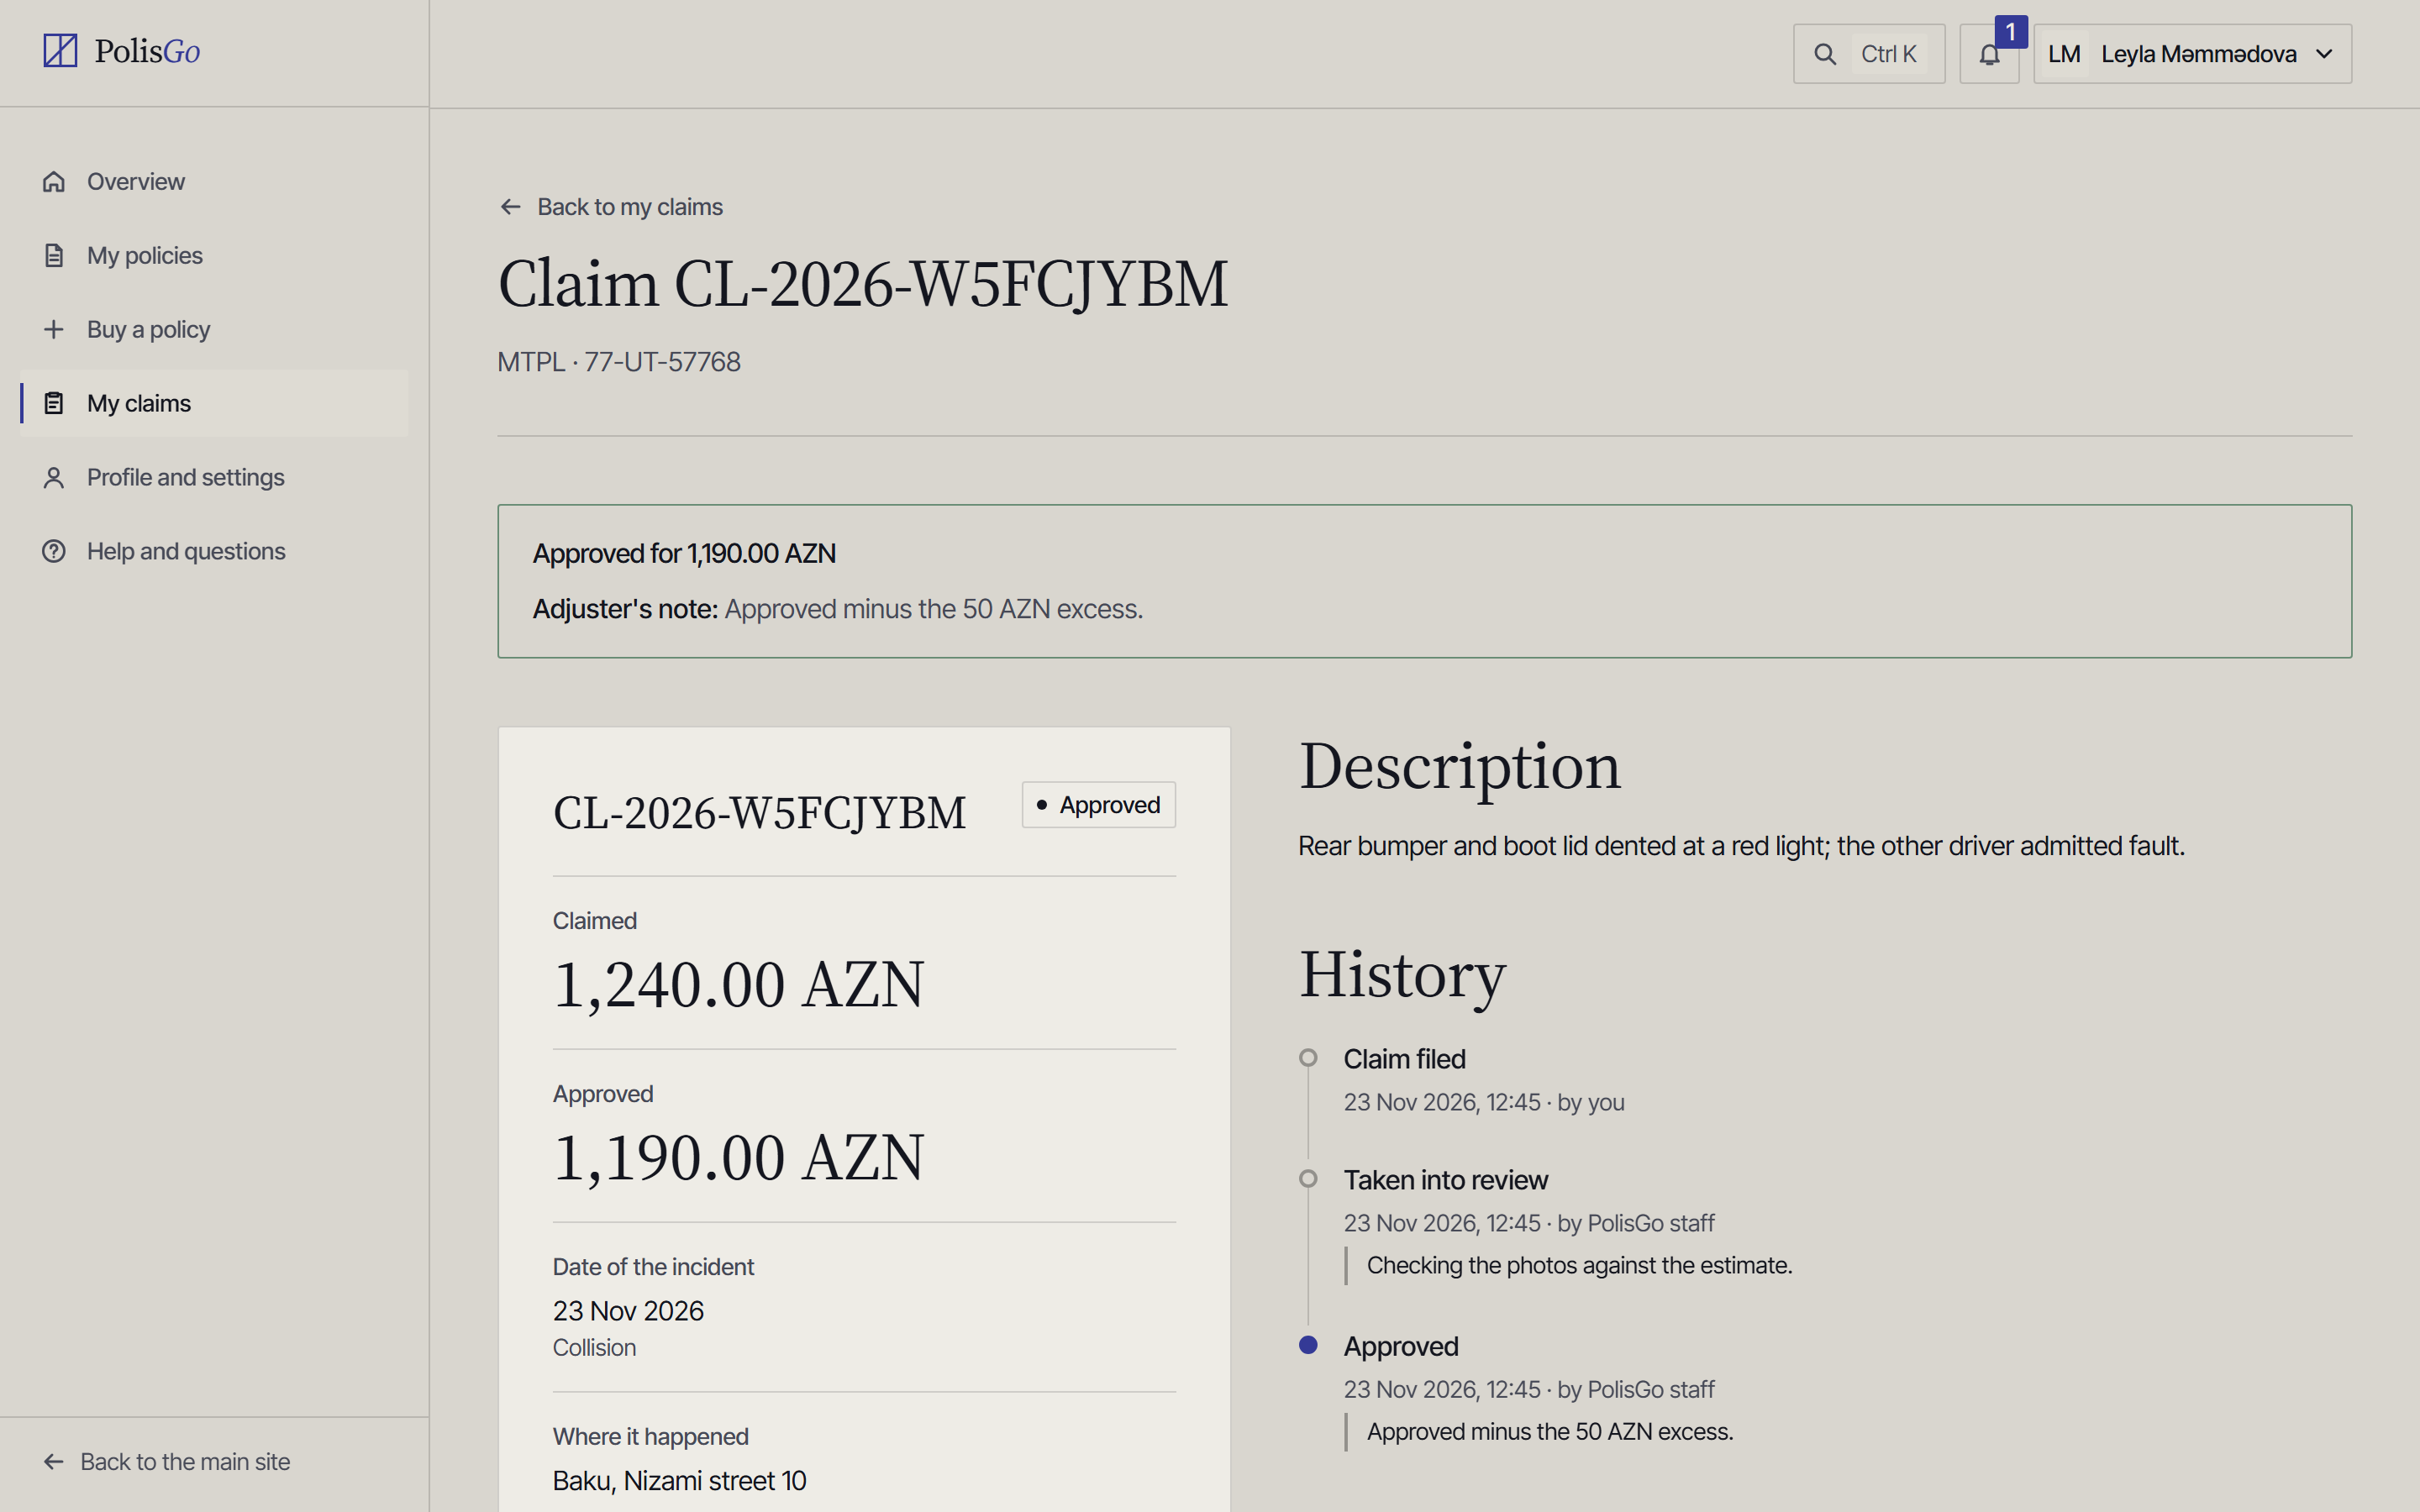 PolisGo
Ctrl K
1
LM Leyla Məmmədova
Overview
My policies
Buy a policy
My claims
Profile and settings
Help and questions
Back to the main site
Back to my claims
Claim CL-2026-W5FCJYBM
MTPL · 77-UT-57768
Approved for 1,190.00 AZN
Adjuster's note: Approved minus the 50 AZN excess.
CL-2026-W5FCJYBM
Approved
Claimed
1,240.00 AZN
Approved
1,190.00 AZN
Date of the incident
23 Nov 2026
Collision
Where it happened
Baku, Nizami street 10
Description
Rear bumper and boot lid dented at a red light; the other driver admitted fault.
History
Claim filed
23 Nov 2026, 12:45 · by you
Taken into review
23 Nov 2026, 12:45 · by PolisGo staff
Checking the photos against the estimate.
Approved
23 Nov 2026, 12:45 · by PolisGo staff
Approved minus the 50 AZN excess.